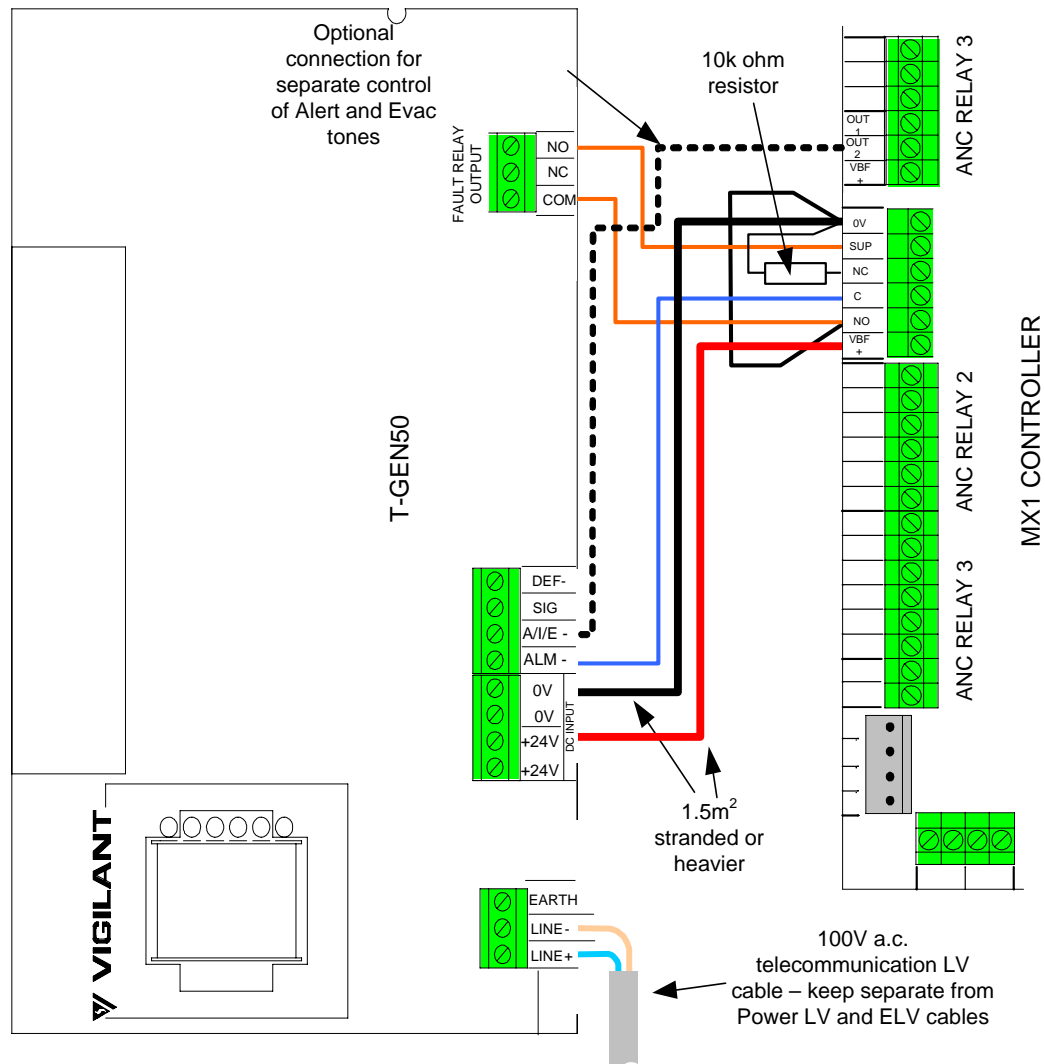 Optional
connection for
separate control
of Alert and Evac
tones
10k ohm
resistor
FAULT RELAY
OUTPUT
NO
NC
COM
OUT
1
OUT
2
VBF
+
ANC RELAY 3
0V
SUP
NC
C
NO
VBF
+
ANC RELAY 2
ANC RELAY 3
MX1 CONTROLLER
T-GEN50
DEF-
SIG
A/I/E -
ALM -
0V
0V
+24V
+24V
DC INPUT
1.5m²
stranded or
heavier
VIGILANT
EARTH
LINE-
LINE+
100V a.c.
telecommunication LV
cable – keep separate from
Power LV and ELV cables